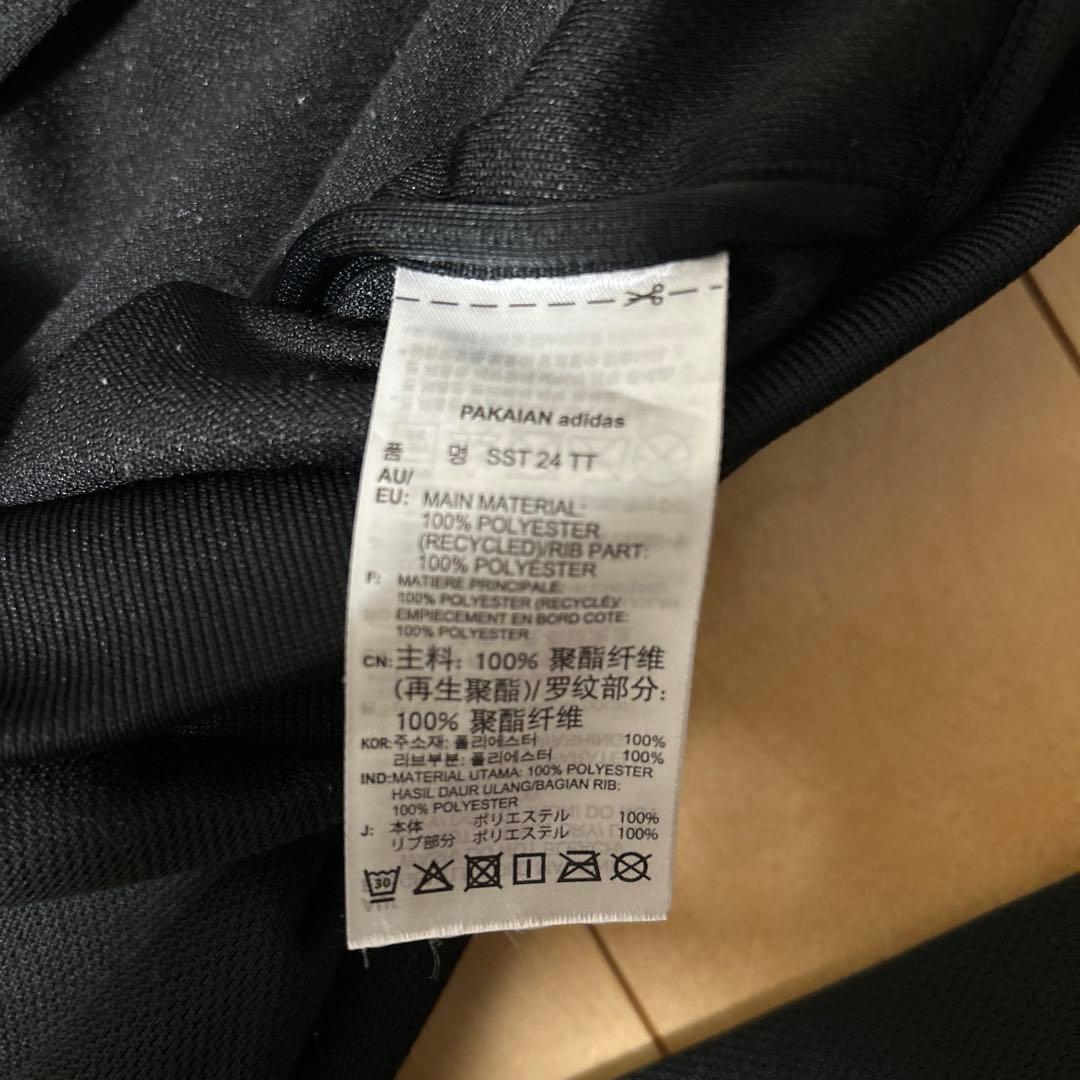 PAKAIAN adidas
품 명 SST 24 TT
AU/
EU: MAIN MATERIAL:
100% POLYESTER
(RECYCLED)/RIB PART:
100% POLYESTER
F: MATIERE PRINCIPALE:
100% POLYESTER (RECYCLÉ)/
EMPIECEMENT EN BORD COTE:
100% POLYESTER
CN: 主料: 100% 聚酯纤维
(再生聚酯)/罗纹部分:
100% 聚酯纤维
KOR: 주소재: 폴리에스터 100%
리브부분: 폴리에스터 100%
IND: MATERIAL UTAMA: 100% POLYESTER
HASIL DAUR ULANG/BAGIAN RIB:
100% POLYESTER
J: 本体 ポリエステル 100%
リブ部分 ポリエステル 100%
30